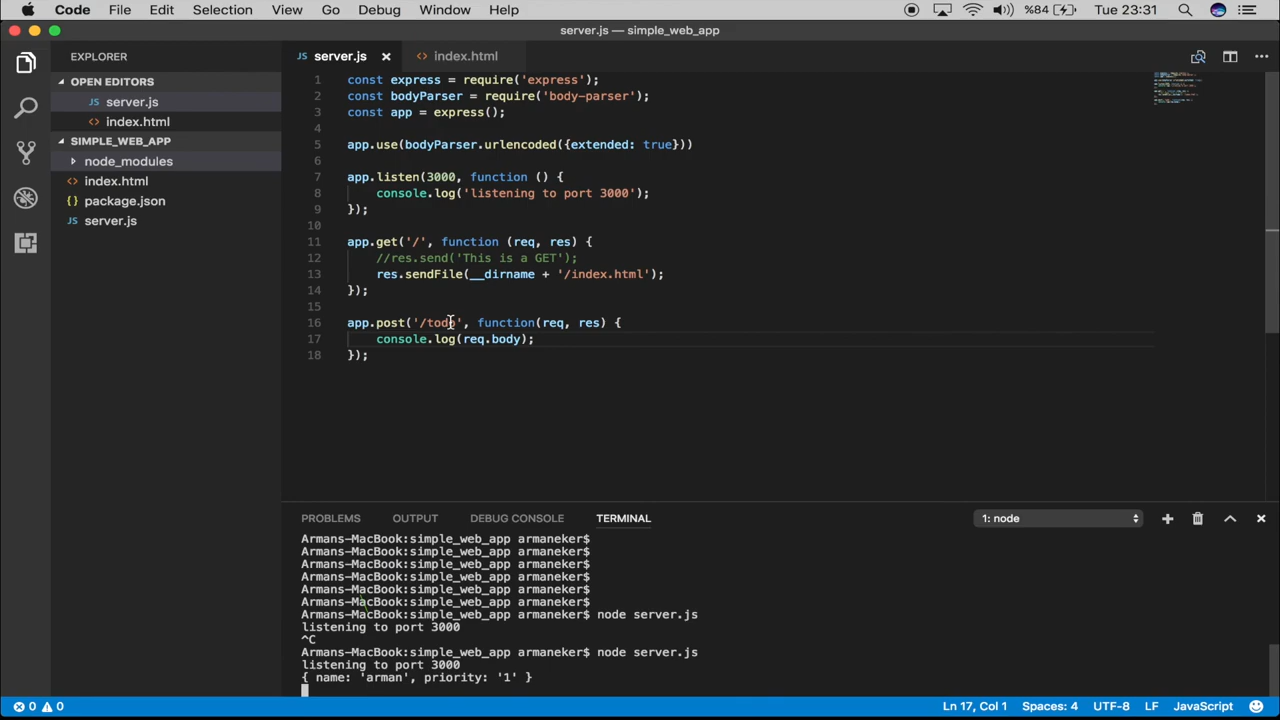 Code File Edit Selection View Go Debug Window Help %84 Tue 23:31
server.js — simple_web_app
EXPLORER
OPEN EDITORS
JS server.js
<> index.html
SIMPLE_WEB_APP
node_modules
<> index.html
package.json
JS server.js
JS server.js <> index.html
1 const express = require('express');
2 const bodyParser = require('body-parser');
3 const app = express();
4
5 app.use(bodyParser.urlencoded({extended: true}))
6
7 app.listen(3000, function () {
8 console.log('listening to port 3000');
9 });
10
11 app.get('/', function (req, res) {
12 //res.send('This is a GET');
13 res.sendFile(__dirname + '/index.html');
14 });
15
16 app.post('/todo', function(req, res) {
17 console.log(req.body);
18 });
PROBLEMS OUTPUT DEBUG CONSOLE TERMINAL 1: node
Armans-MacBook:simple_web_app armaneker$
Armans-MacBook:simple_web_app armaneker$
Armans-MacBook:simple_web_app armaneker$
Armans-MacBook:simple_web_app armaneker$
Armans-MacBook:simple_web_app armaneker$
Armans-MacBook:simple_web_app armaneker$
Armans-MacBook:simple_web_app armaneker$ node server.js
listening to port 3000
^C
Armans-MacBook:simple_web_app armaneker$ node server.js
listening to port 3000
{ name: 'arman', priority: '1' }
0 0 Ln 17, Col 1 Spaces: 4 UTF-8 LF JavaScript